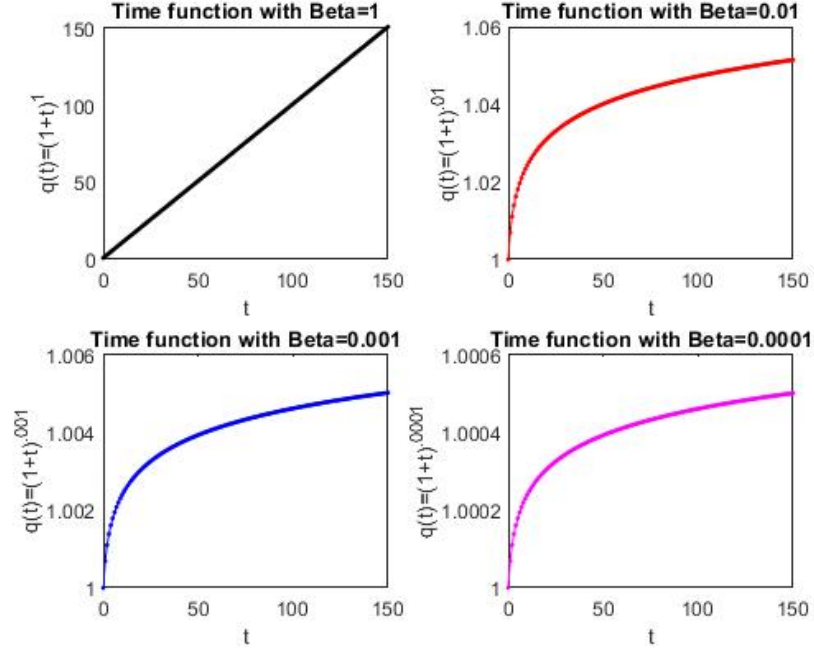 Time function with Beta=1
150
100
50
0
q(t)=(1+t)^1
0 50 100 150
t
Time function with Beta=0.01
1.06
1.04
1.02
1
q(t)=(1+t)^.01
0 50 100 150
t
Time function with Beta=0.001
1.006
1.004
1.002
1
q(t)=(1+t)^.001
0 50 100 150
t
Time function with Beta=0.0001
1.0006
1.0004
1.0002
1
q(t)=(1+t)^.0001
0 50 100 150
t